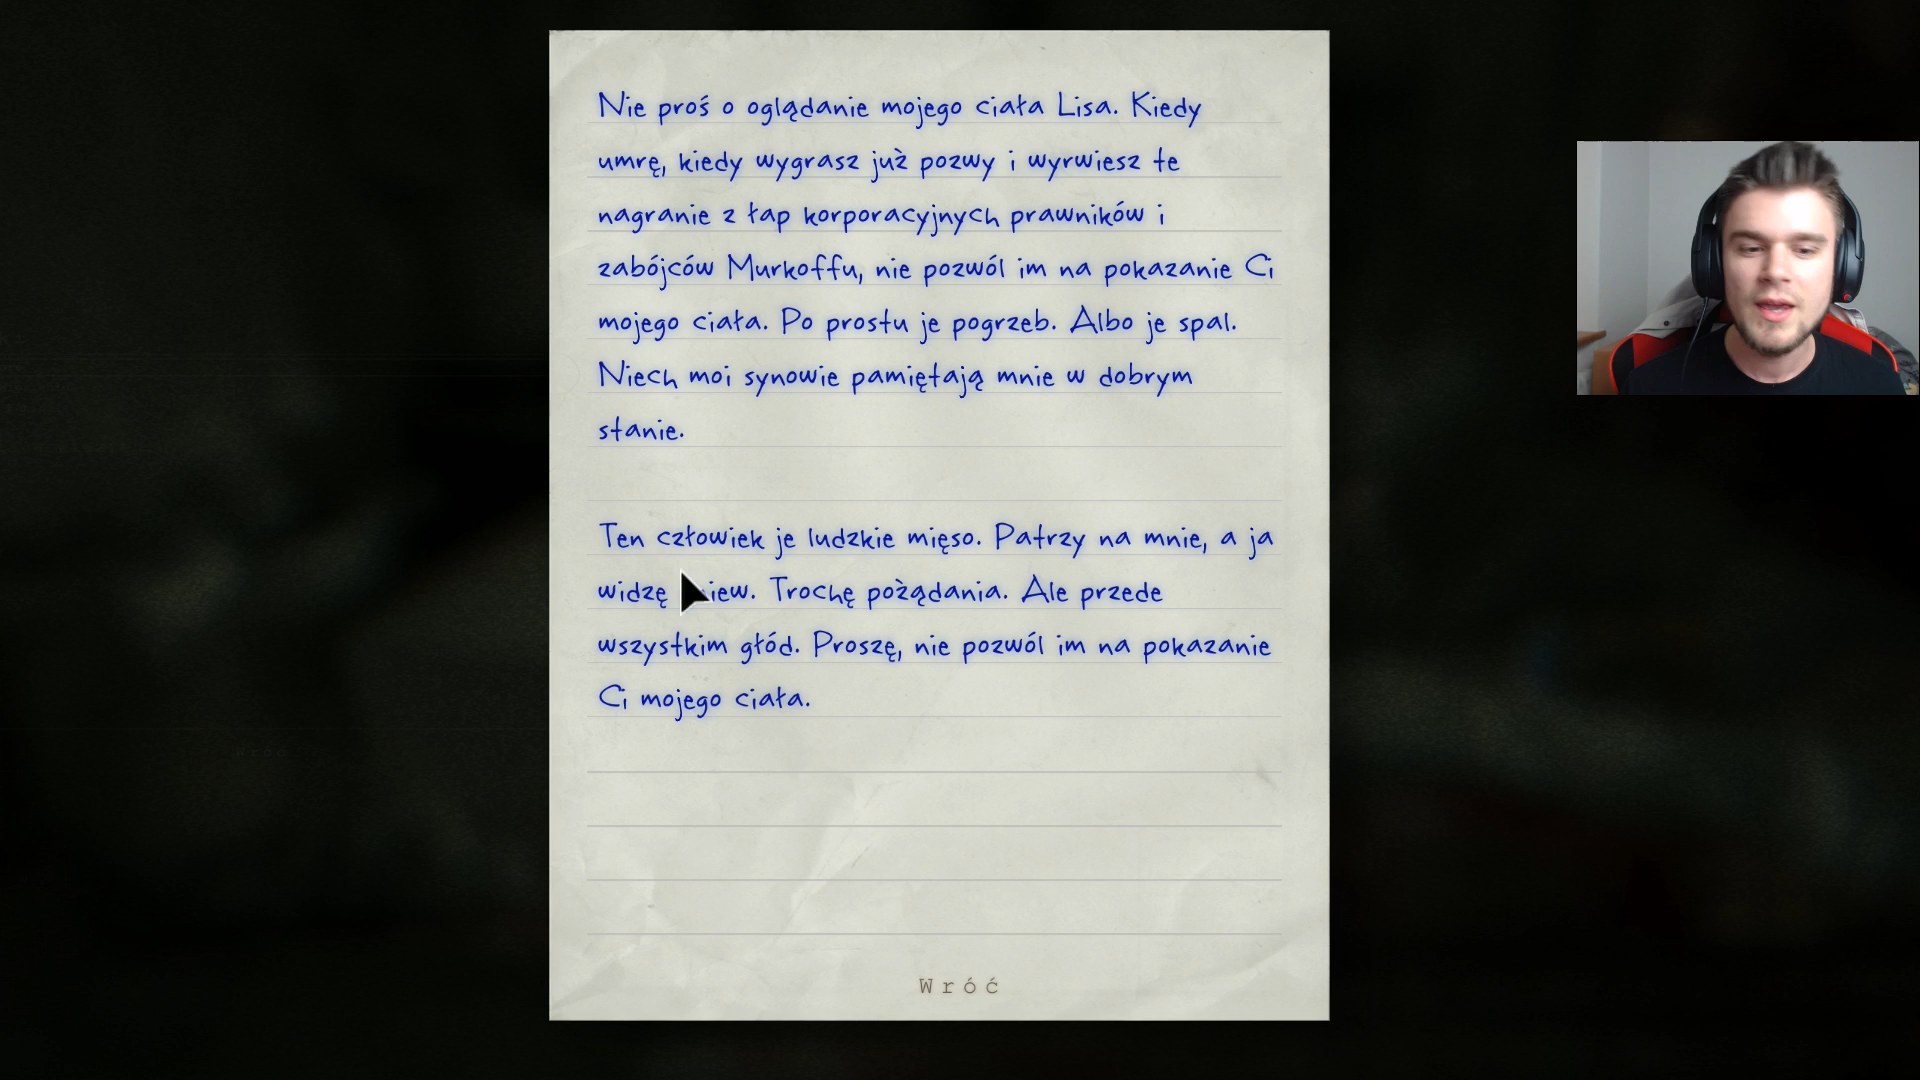 Nie proś o oglądanie mojego ciała Lisa. Kiedy
umrę, kiedy wygrasz już pozwy i wyrwiesz te
nagranie z łap korporacyjnych prawników i
zabójców Murkoffu, nie pozwól im na pokazanie Ci
mojego ciała. Po prostu je pogrzeb. Albo je spal.
Niech moi synowie pamiętają mnie w dobrym
stanie.
Ten człowiek je ludzkie mięso. Patrzy na mnie, a ja
widzę Trochę pożądania. Ale przede
wszystkim głód. Proszę, nie pozwól im na pokazanie
Ci mojego ciała.
Wróć